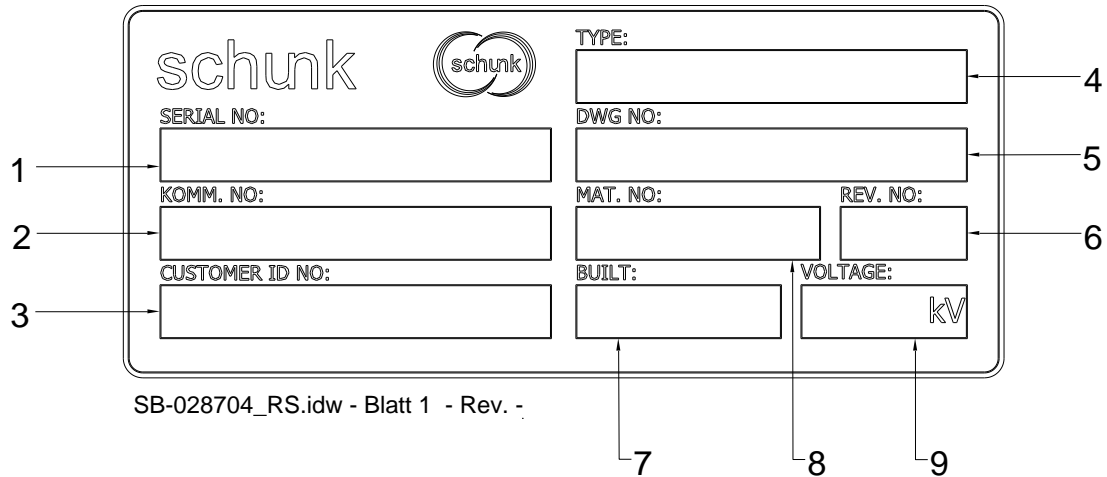 schunk
schunk
TYPE:
4
SERIAL NO:
DWG NO:
1
5
KOMM. NO:
MAT. NO:
REV. NO:
2
6
CUSTOMER ID NO:
BUILT:
VOLTAGE:
3
kV
SB-028704_RS.idw - Blatt 1 - Rev. -
7
8
9